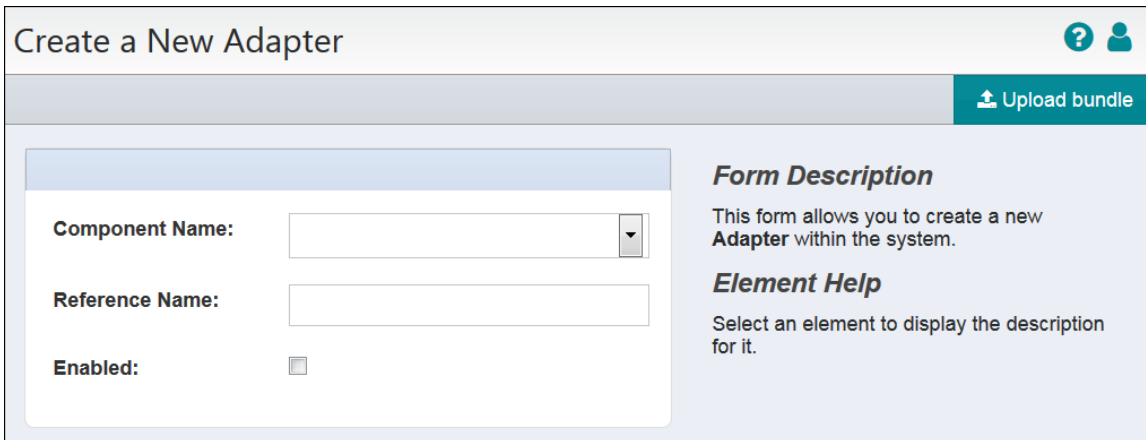 Create a New Adapter
Upload bundle
Component Name:
Reference Name:
Enabled:
Form Description
This form allows you to create a new
Adapter within the system.
Element Help
Select an element to display the description
for it.